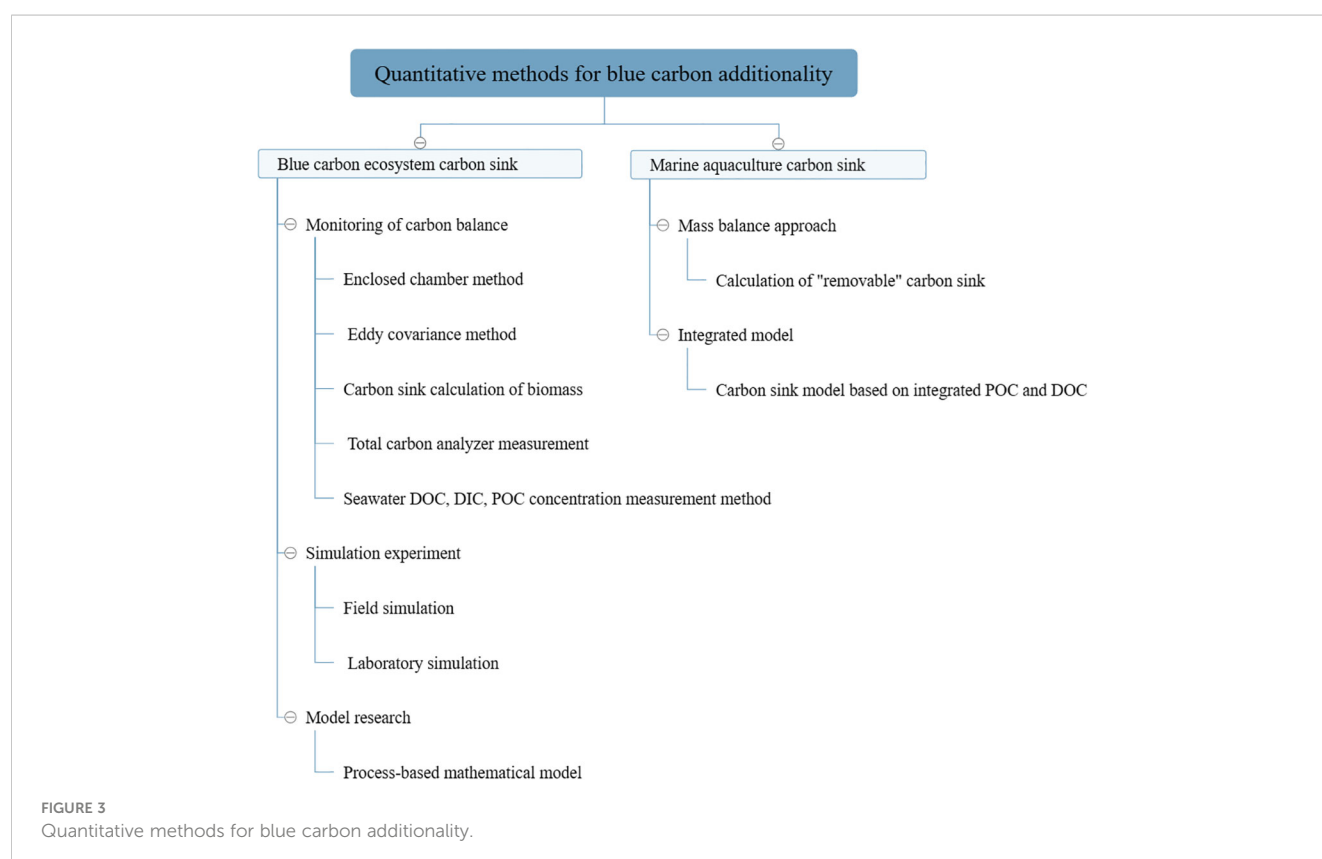 Quantitative methods for blue carbon additionality
Blue carbon ecosystem carbon sink
Monitoring of carbon balance
Enclosed chamber method
Eddy covariance method
Carbon sink calculation of biomass
Total carbon analyzer measurement
Seawater DOC, DIC, POC concentration measurement method
Simulation experiment
Field simulation
Laboratory simulation
Model research
Process-based mathematical model
Marine aquaculture carbon sink
Mass balance approach
Calculation of "removable" carbon sink
Integrated model
Carbon sink model based on integrated POC and DOC
FIGURE 3
Quantitative methods for blue carbon additionality.